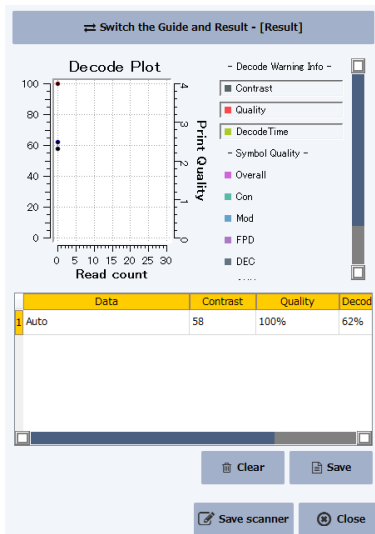 ⇄ Switch the Guide and Result - [Result]
Decode Plot
100
80
60
40
20
0
0 5 10 15 20 25 30
Read count
4
3
2
1
0
Print Quality
- Decode Warning Info -
Contrast
Quality
DecodeTime
- Symbol Quality -
Overall
Con
Mod
FPD
DEC
Data Contrast Quality Decod
1 Auto 58 100% 62%
Clear Save
Save scanner Close